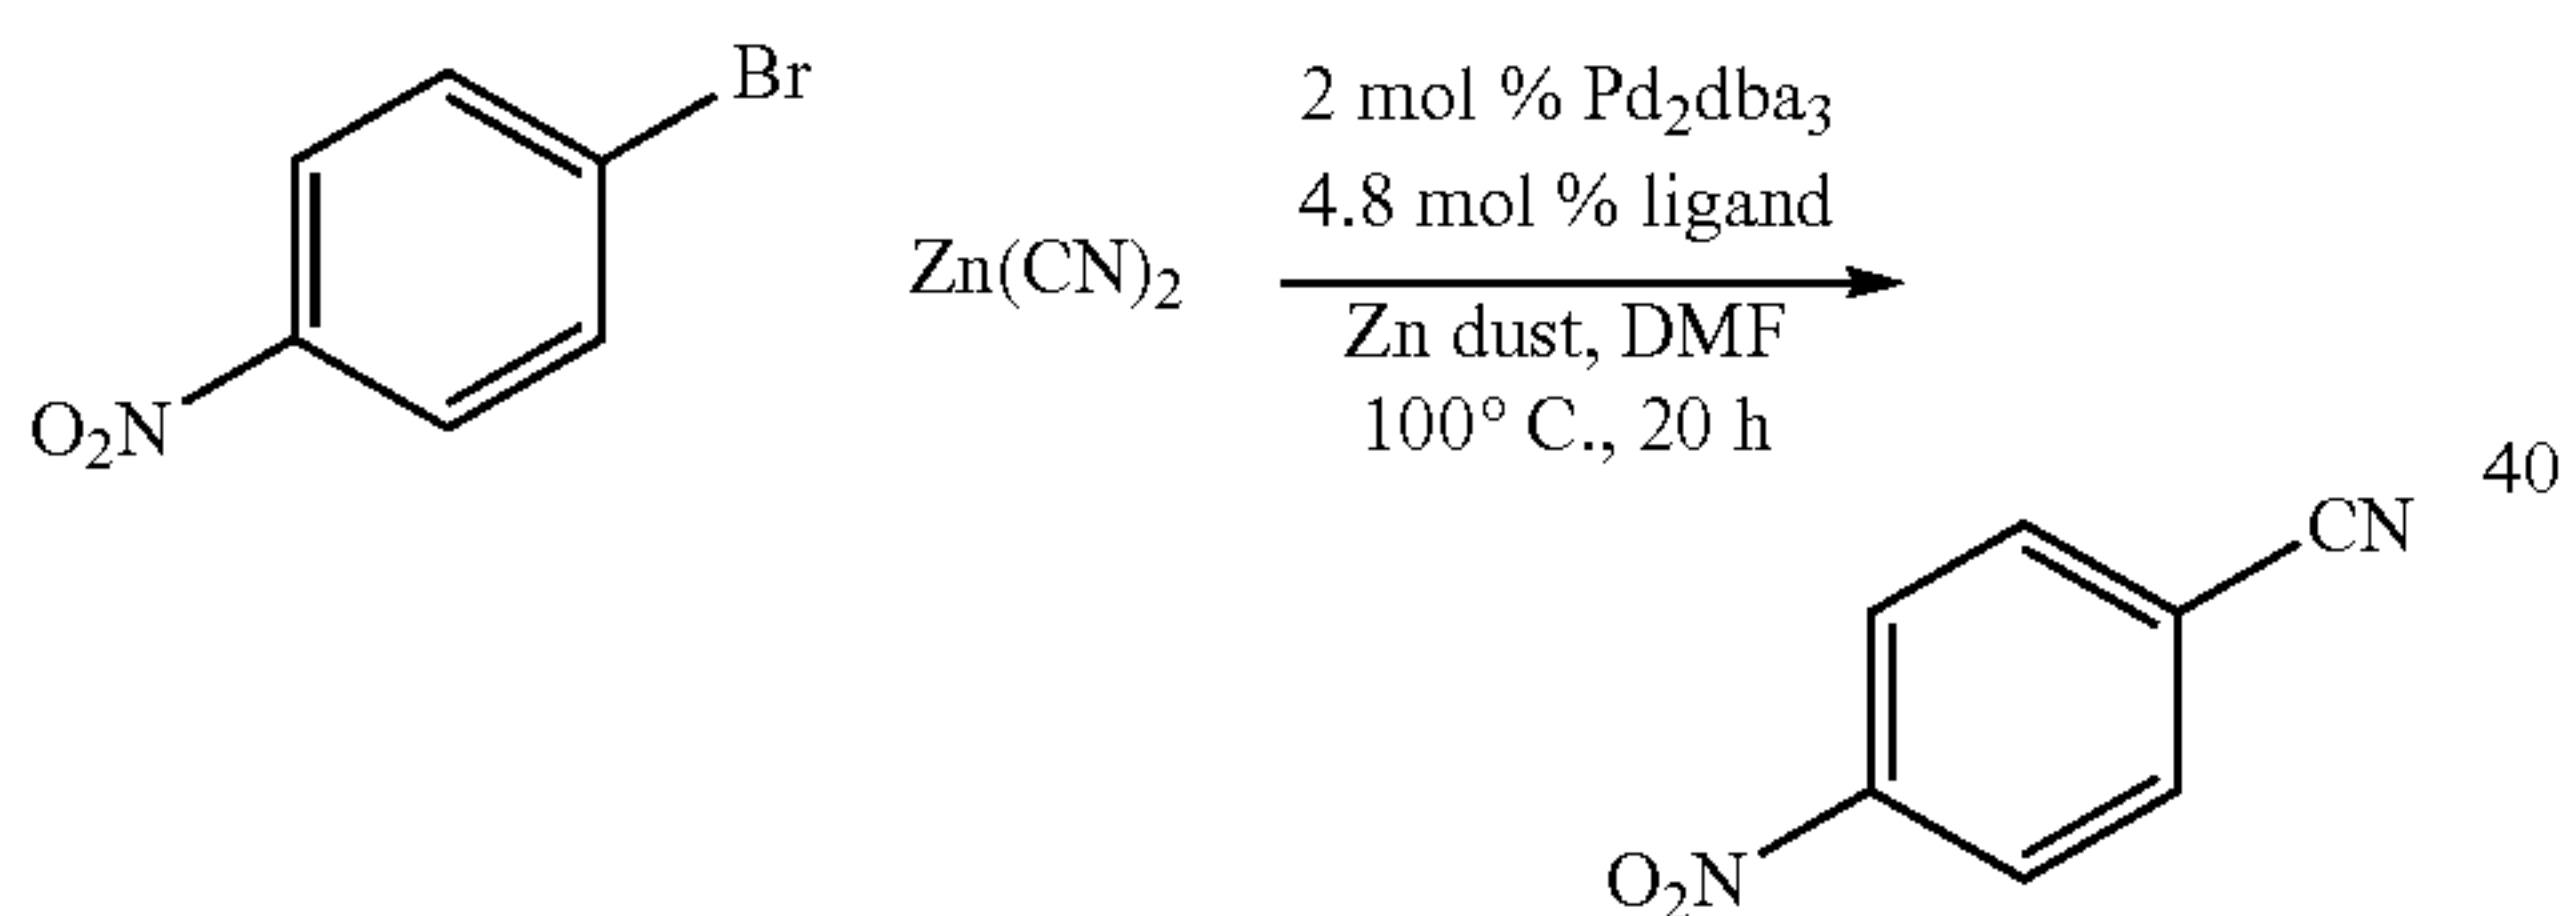 Br
O₂N
Zn(CN)₂
2 mol % Pd₂dba₃
4.8 mol % ligand
Zn dust, DMF
100° C., 20 h
40
CN
O₂N